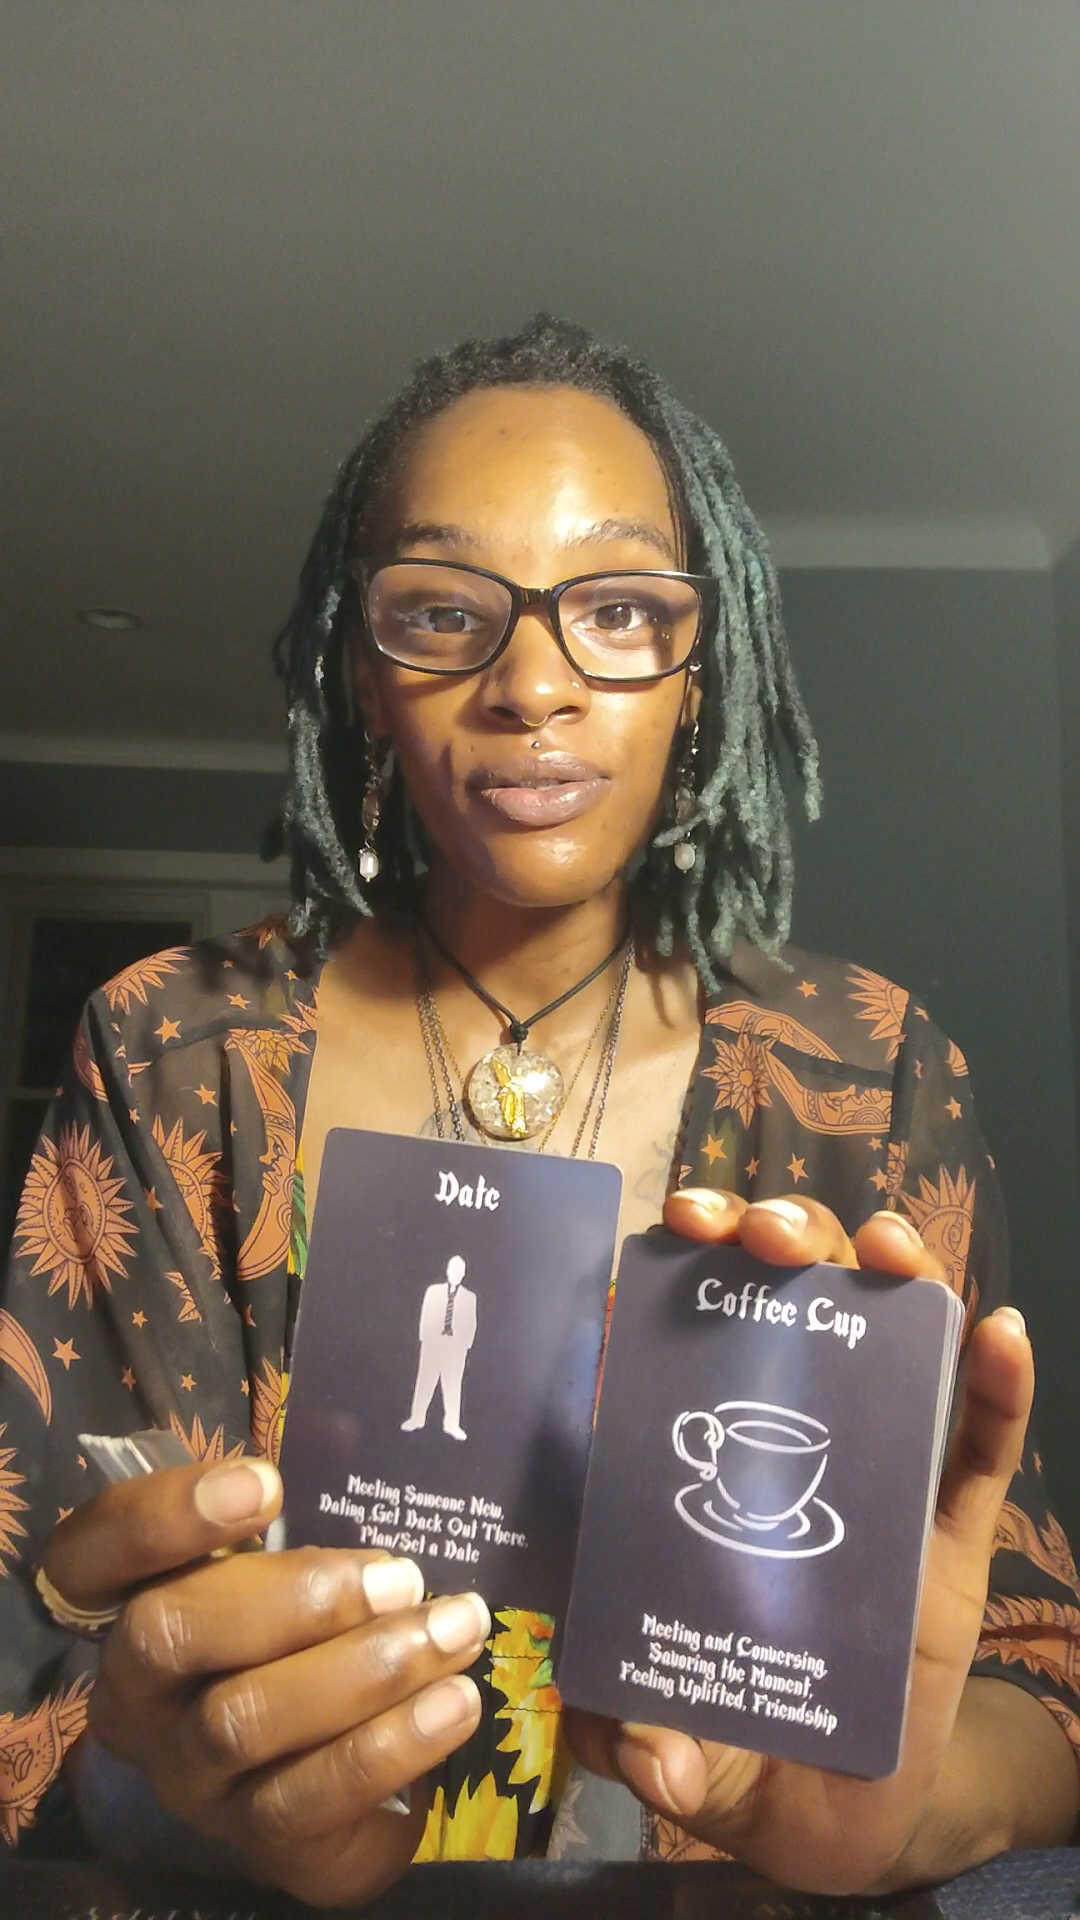 Date
Meeting Someone New,
Dating, Get Back Out There,
Plan/Set a Date
Coffee Cup
Meeting and Conversing,
Savoring the Moment,
Feeling Uplifted, Friendship